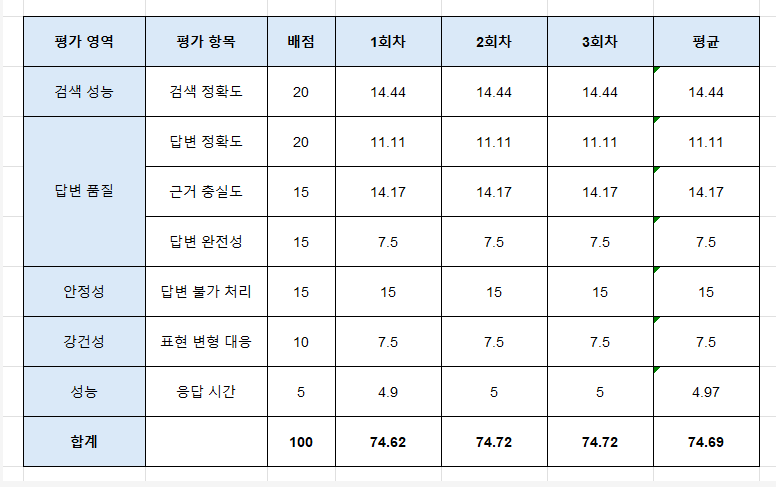 평가 영역 평가 항목 배점 1회차 2회차 3회차 평균
검색 성능 검색 정확도 20 14.44 14.44 14.44 14.44
답변 품질 답변 정확도 20 11.11 11.11 11.11 11.11
근거 충실도 15 14.17 14.17 14.17 14.17
답변 완전성 15 7.5 7.5 7.5 7.5
안정성 답변 불가 처리 15 15 15 15 15
강건성 표현 변형 대응 10 7.5 7.5 7.5 7.5
성능 응답 시간 5 4.9 5 5 4.97
합계 100 74.62 74.72 74.72 74.69